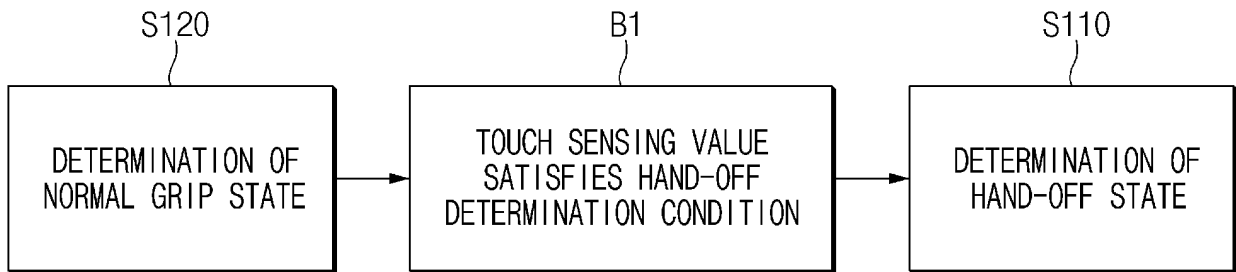 S120
B1
S110
DETERMINATION OF
NORMAL GRIP STATE
TOUCH SENSING VALUE
SATISFIES HAND-OFF
DETERMINATION CONDITION
DETERMINATION OF
HAND-OFF STATE